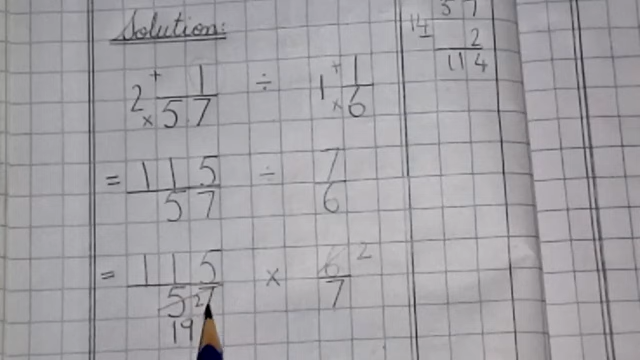 Solution:
2 + 1/57 ÷ 1 + 1/6
x x
= 115/57 ÷ 7/6
= 115/57 x 6/7
2
2
19
57
14
1 2
114